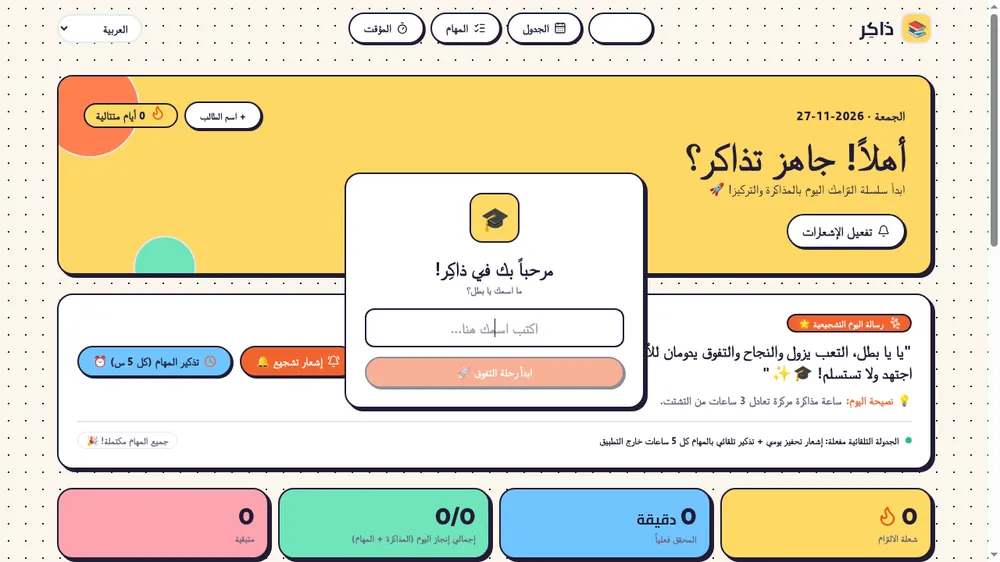 ذاكِر
الجدول
المهام
المؤقت
العربية
الجمعة · 27-11-2026
أهلاً! جاهز تذاكر؟
ابدأ سلسلة التزامك اليوم بالمذاكرة والتركيز! 🚀
تفعيل الإشعارات
+ اسم الطالب
0 أيام متتالية
مرحباً بك في ذاكِر!
ما اسمك يا بطل؟
اكتب اسمك هنا...
ابدأ رحلة التفوق 🚀
رسالة اليوم التشجيعية 🌟
"يا يا بطل، التعب يزول والنجاح والتفوق يدومان
اجتهد ولا تستسلم! 🎓✨ "
💡 نصيحة اليوم: ساعة مذاكرة مركزة تعادل 3 ساعات من التشتت.
إشعار تشجيع 🔔
تذكير المهام (كل 5 س) ⏰
الجدولة التلقائية مفعلة: إشعار تحفيز يومي + تذكير تلقائي بالمهام كل 5 ساعات خارج التطبيق
جميع المهام مكتملة! 🎉
0
شعلة الالتزام
0 دقيقة
المحقق فعلياً
0/0
إجمالي إنجاز اليوم (المذاكرة + المهام)
0
متبقية